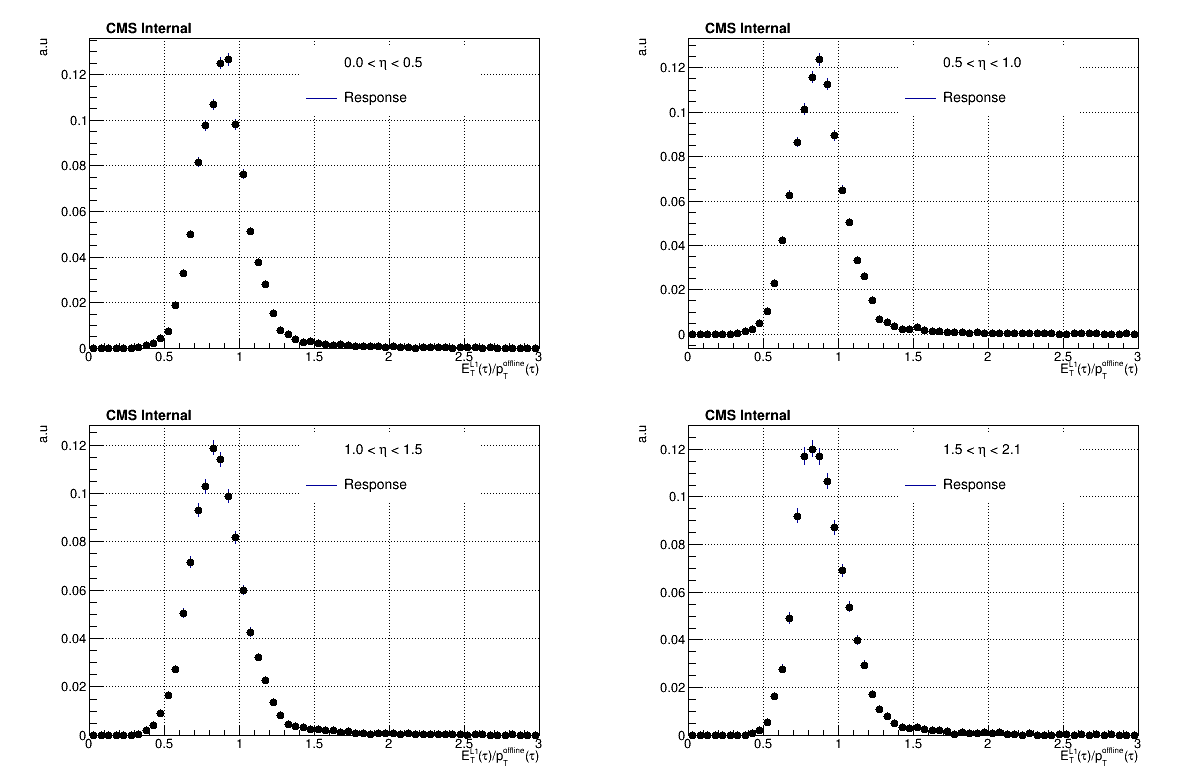 CMS Internal
a.u
0.0 < η < 0.5
Response
0.12
0.1
0.08
0.06
0.04
0.02
0
0.5 1 1.5 2 2.5 3
E_T^L1(τ)/p_T^offline(τ)
CMS Internal
a.u
0.5 < η < 1.0
Response
0.12
0.1
0.08
0.06
0.04
0.02
0
0 0.5 1 1.5 2 2.5 3
E_T^L1(τ)/p_T^offline(τ)
CMS Internal
a.u
1.0 < η < 1.5
Response
0.12
0.1
0.08
0.06
0.04
0.02
0
0 0.5 1 1.5 2 2.5 3
E_T^L1(τ)/p_T^offline(τ)
CMS Internal
a.u
1.5 < η < 2.1
Response
0.12
0.1
0.08
0.06
0.04
0.02
0
0 0.5 1 1.5 2 2.5 3
E_T^L1(τ)/p_T^offline(τ)